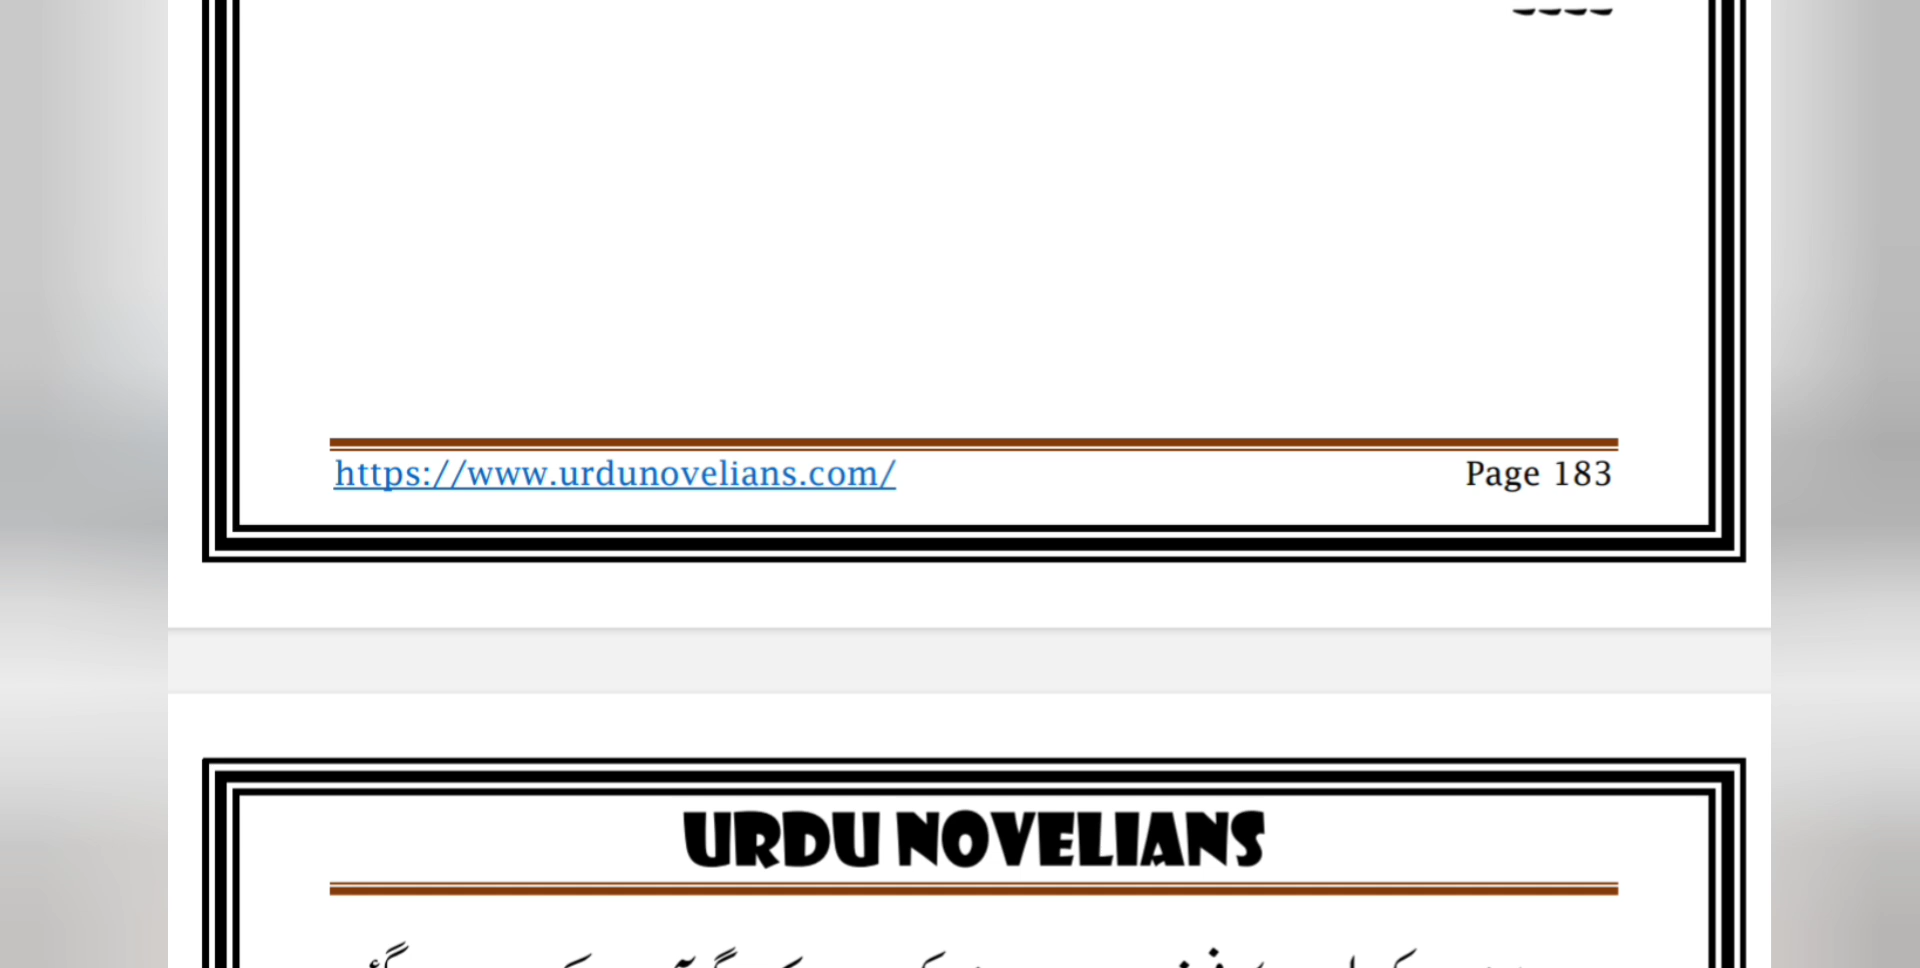 ۔۔۔۔
https://www.urdunovelians.com/ Page 183
URDU NOVELIANS